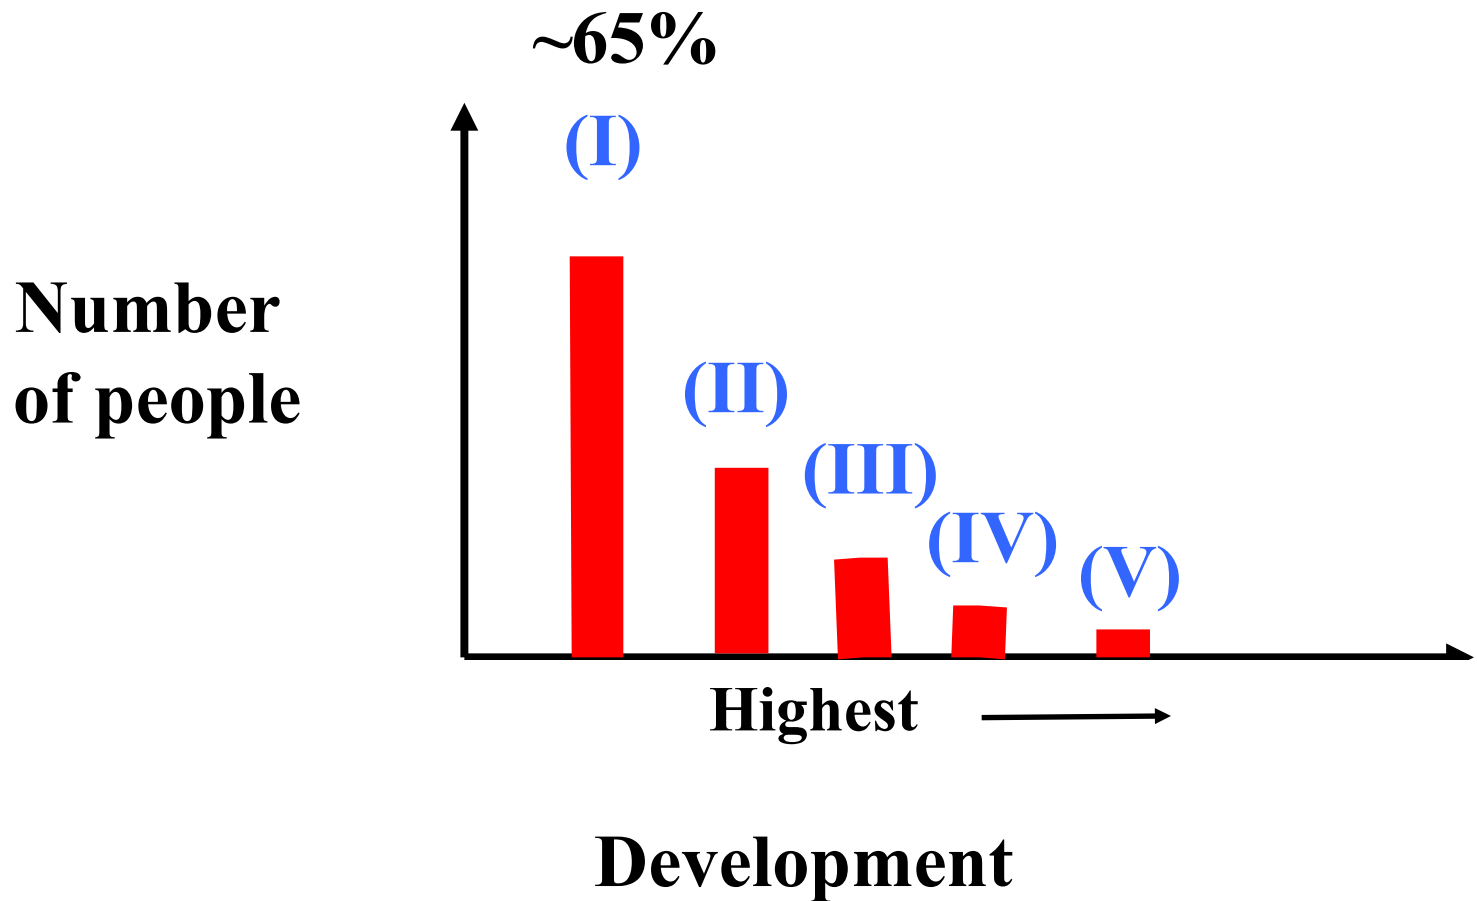 ~65%
(I)
Number
of people
(II)
(III)
(IV)
(V)
Highest
Development